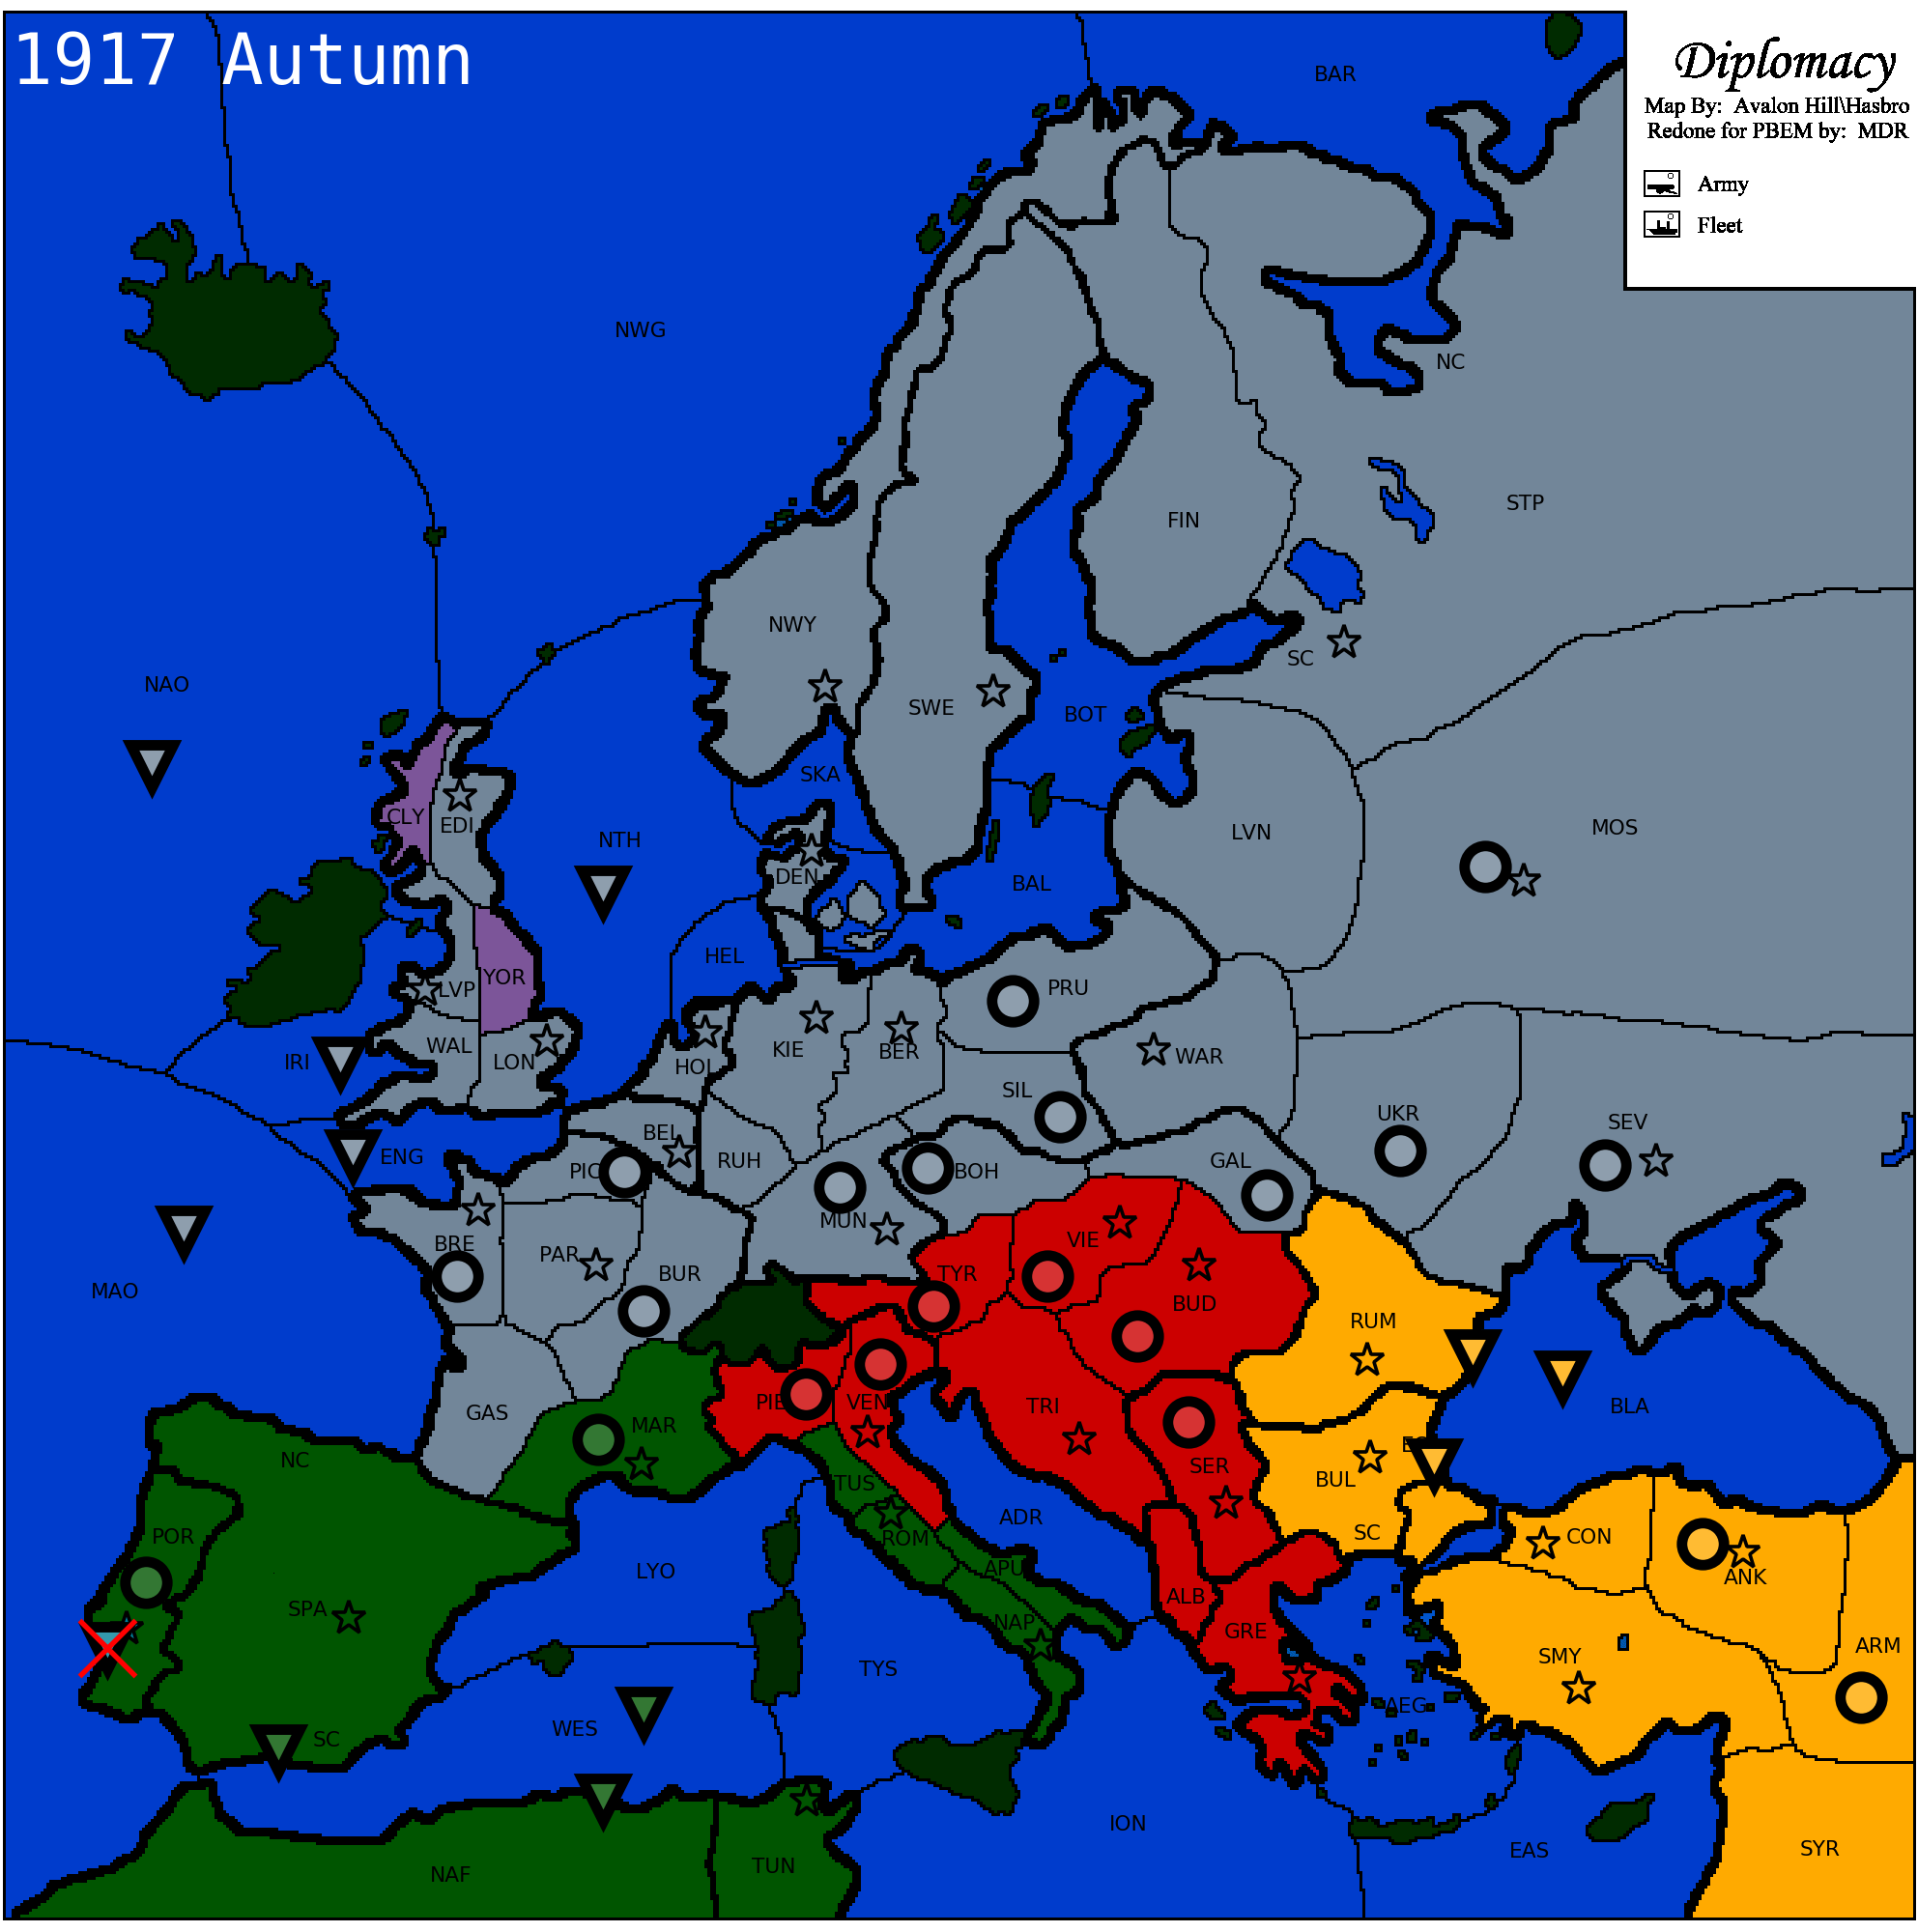 1917 Autumn
Diplomacy
Map By: Avalon Hill\Hasbro
Redone for PBEM by: MDR
Army
Fleet
BAR
NWG
NC
STP
FIN
NWY
SC
NAO
SWE
BOT
SKA
CLY
EDI
NTH
LVN
MOS
DEN
BAL
HEL
YOR
LVP
PRU
WAL
LON
IRI
HOL
KIE
BER
WAR
SIL
UKR
SEV
ENG
BEL
PIC
RUH
BOH
GAL
MUN
BRE
PAR
BUR
VIE
TYR
MAO
BUD
RUM
PIE
VEN
TRI
BLA
GAS
MAR
NC
SER
BUL
TUS
POR
ADR
SC
CON
ROM
LYO
APU
ANK
SPA
ALB
NAP
GRE
ARM
SMY
TYS
AEG
WES
SC
ION
EAS
SYR
NAF
TUN